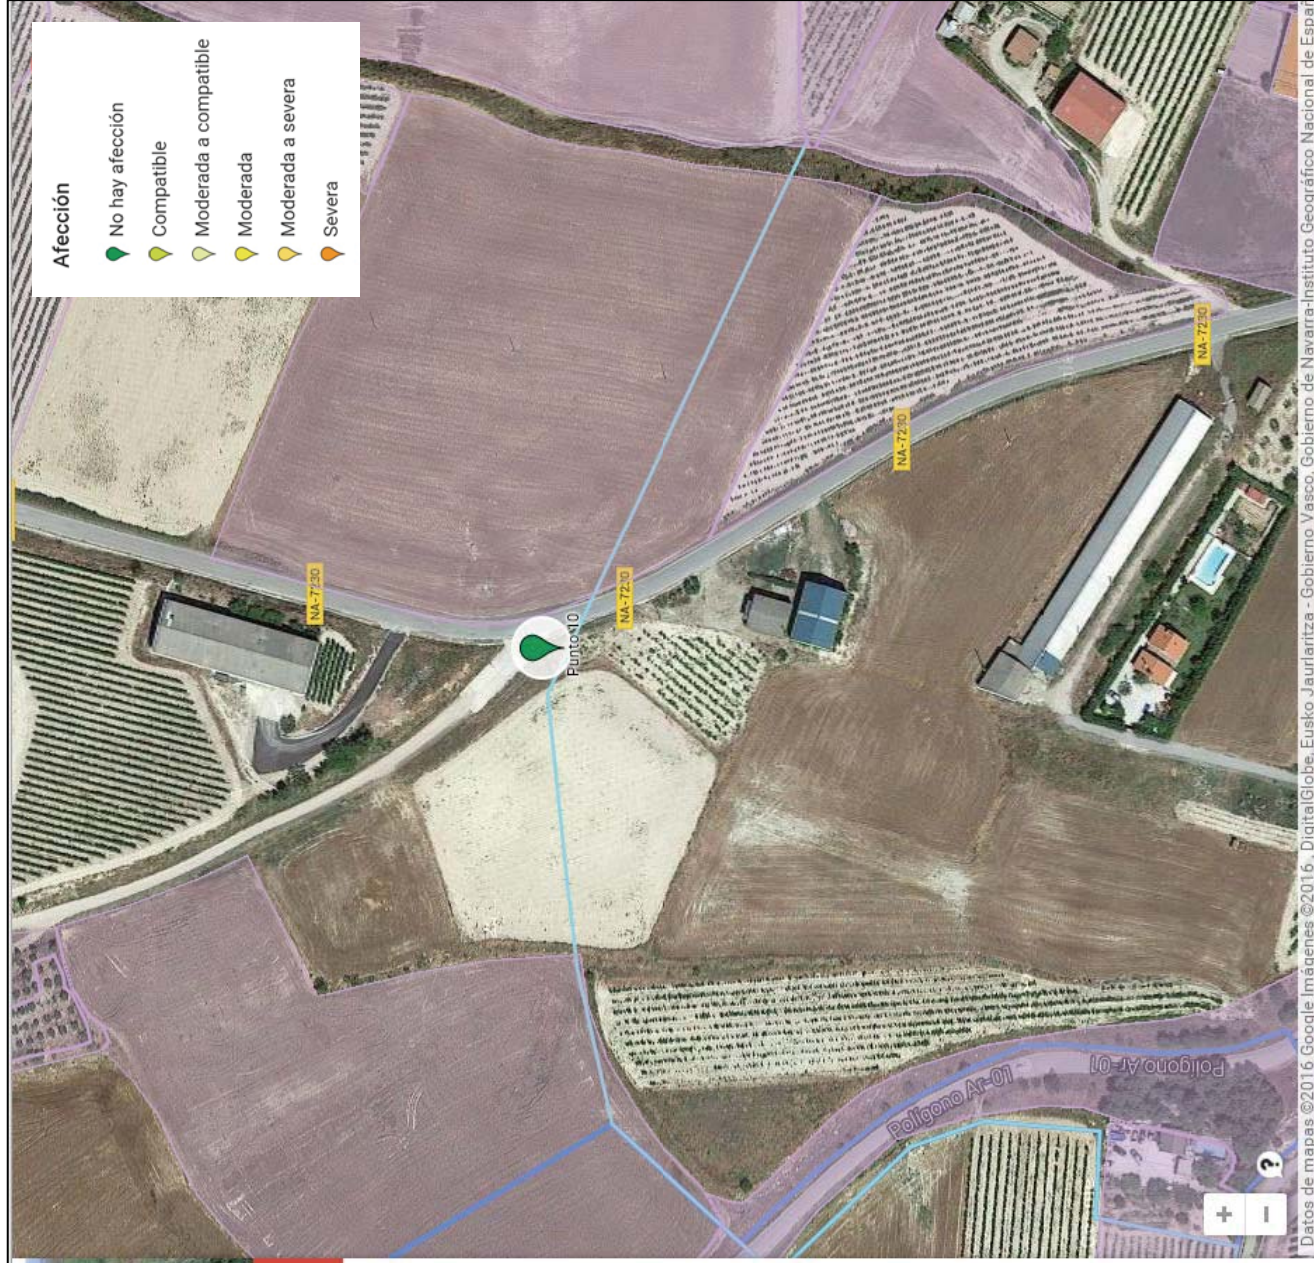 Afección
No hay afección
Compatible
Moderada a compatible
Moderada
Moderada a severa
Severa
NA-7230
NA-7230
NA-7230
NA-7230
Punto 10
Polígono Ar-01
Polígono Ar-01
+
−
?
Datos de mapas ©2016 Google Imágenes ©2016, DigitalGlobe, Eusko Jaurlaritza - Gobierno Vasco, Gobierno de Navarra-Instituto Geográfico Nacional de Españ